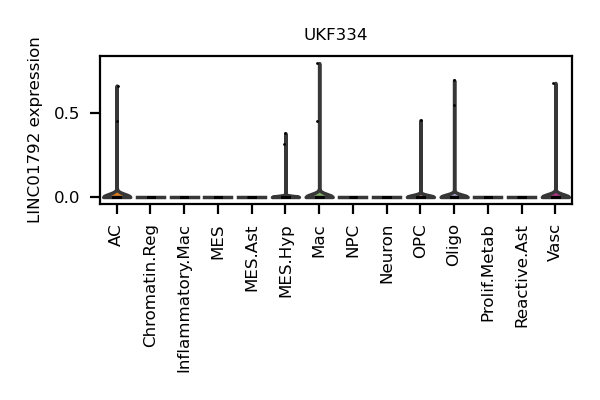 UKF334
LINC01792 expression
0.5
0.0
AC
Chromatin.Reg
Inflammatory.Mac
MES
MES.Ast
MES.Hyp
Mac
NPC
Neuron
OPC
Oligo
Prolif.Metab
Reactive.Ast
Vasc